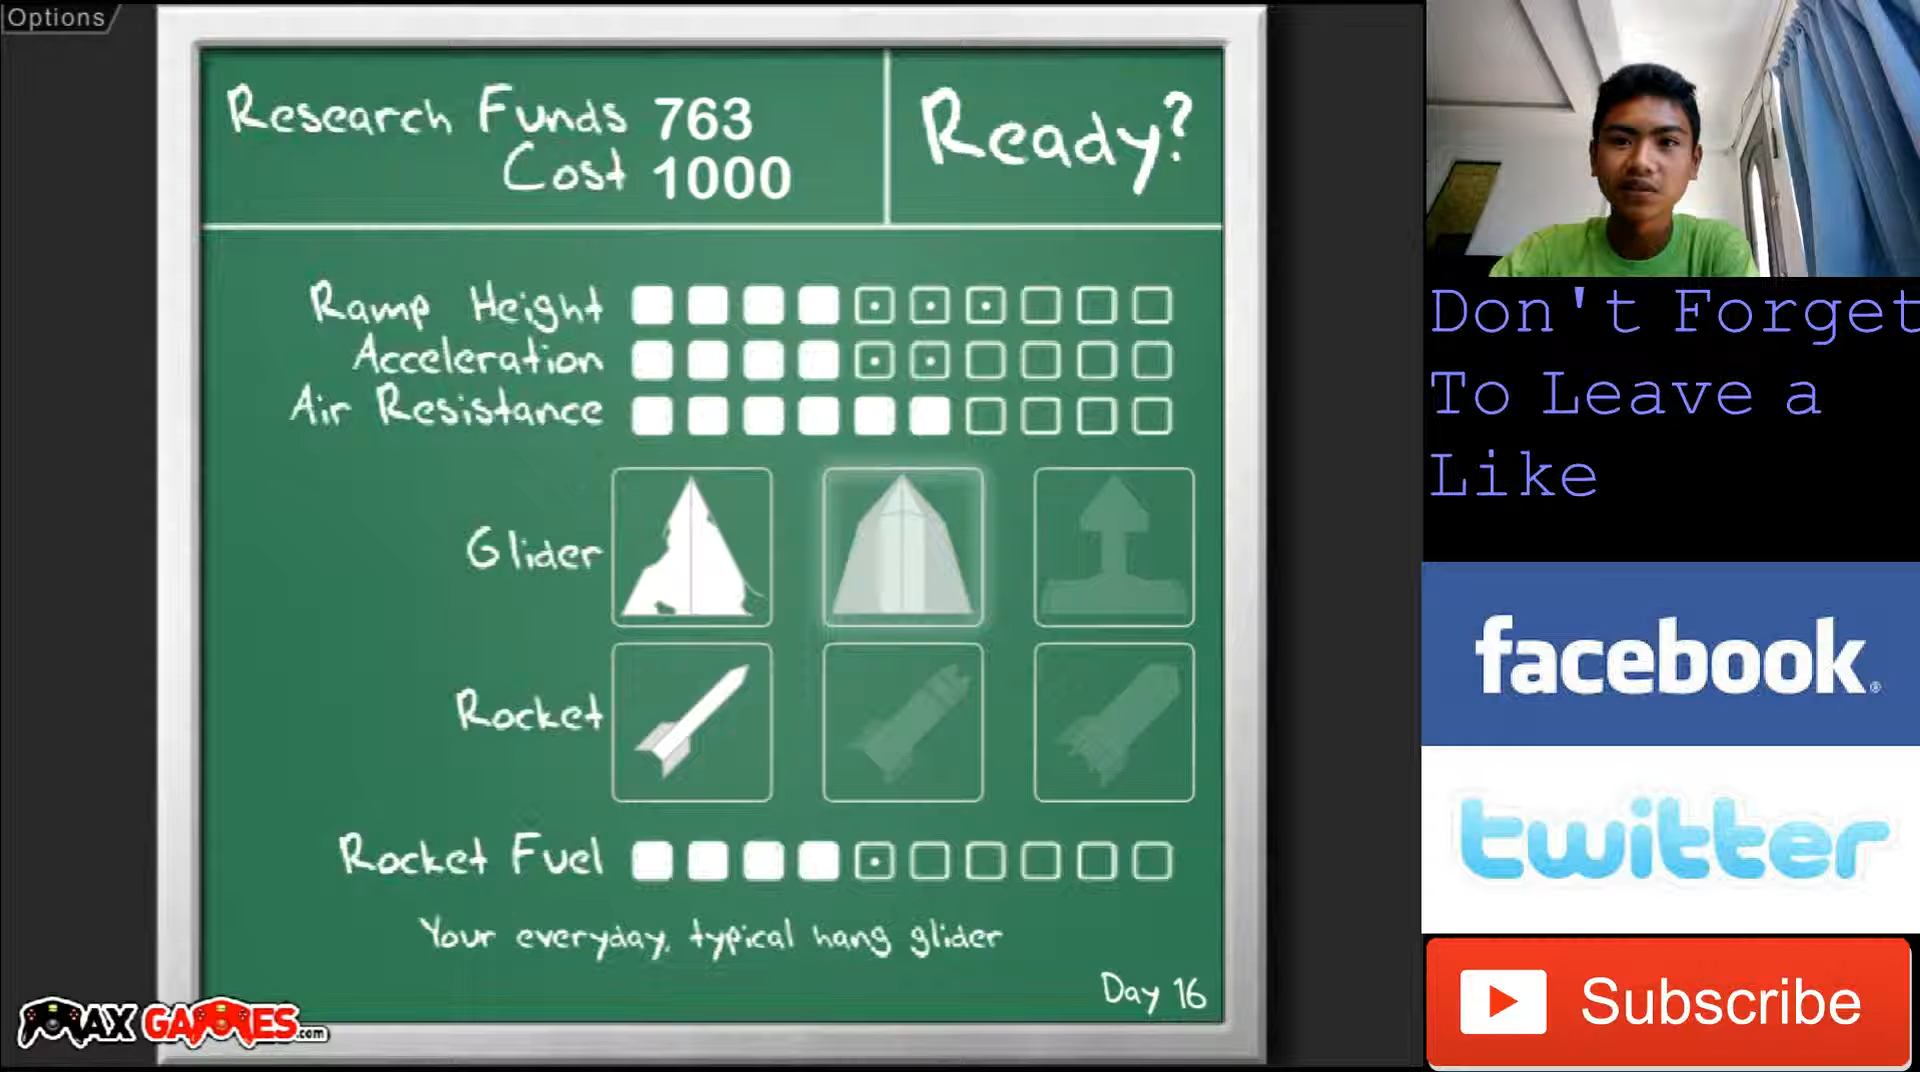 Options
Research Funds 763
Cost 1000
Ready?
Ramp Height
Acceleration
Air Resistance
Glider
Rocket
Rocket Fuel
Your everyday, typical hang glider
Day 16
MAX GAMES.com
Don't Forget
To Leave a
Like
facebook®
twitter
Subscribe